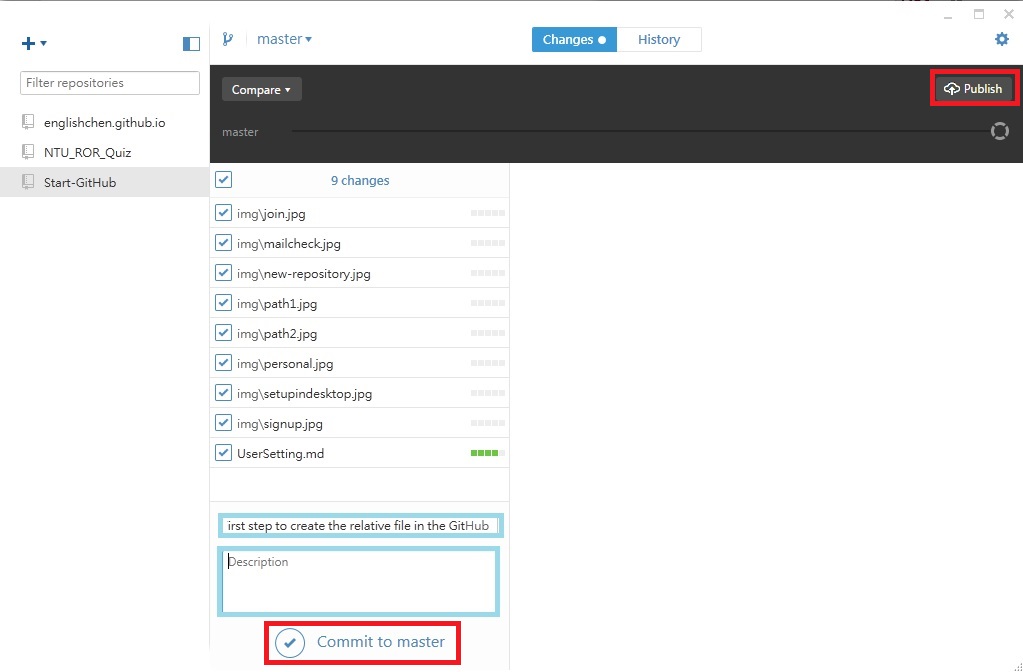 master
Changes
History
Filter repositories
englishchen.github.io
NTU_ROR_Quiz
Start-GitHub
Compare
Publish
master
9 changes
img\join.jpg
img\mailcheck.jpg
img\new-repository.jpg
img\path1.jpg
img\path2.jpg
img\personal.jpg
img\setupindesktop.jpg
img\signup.jpg
UserSetting.md
irst step to create the relative file in the GitHub
Description
Commit to master